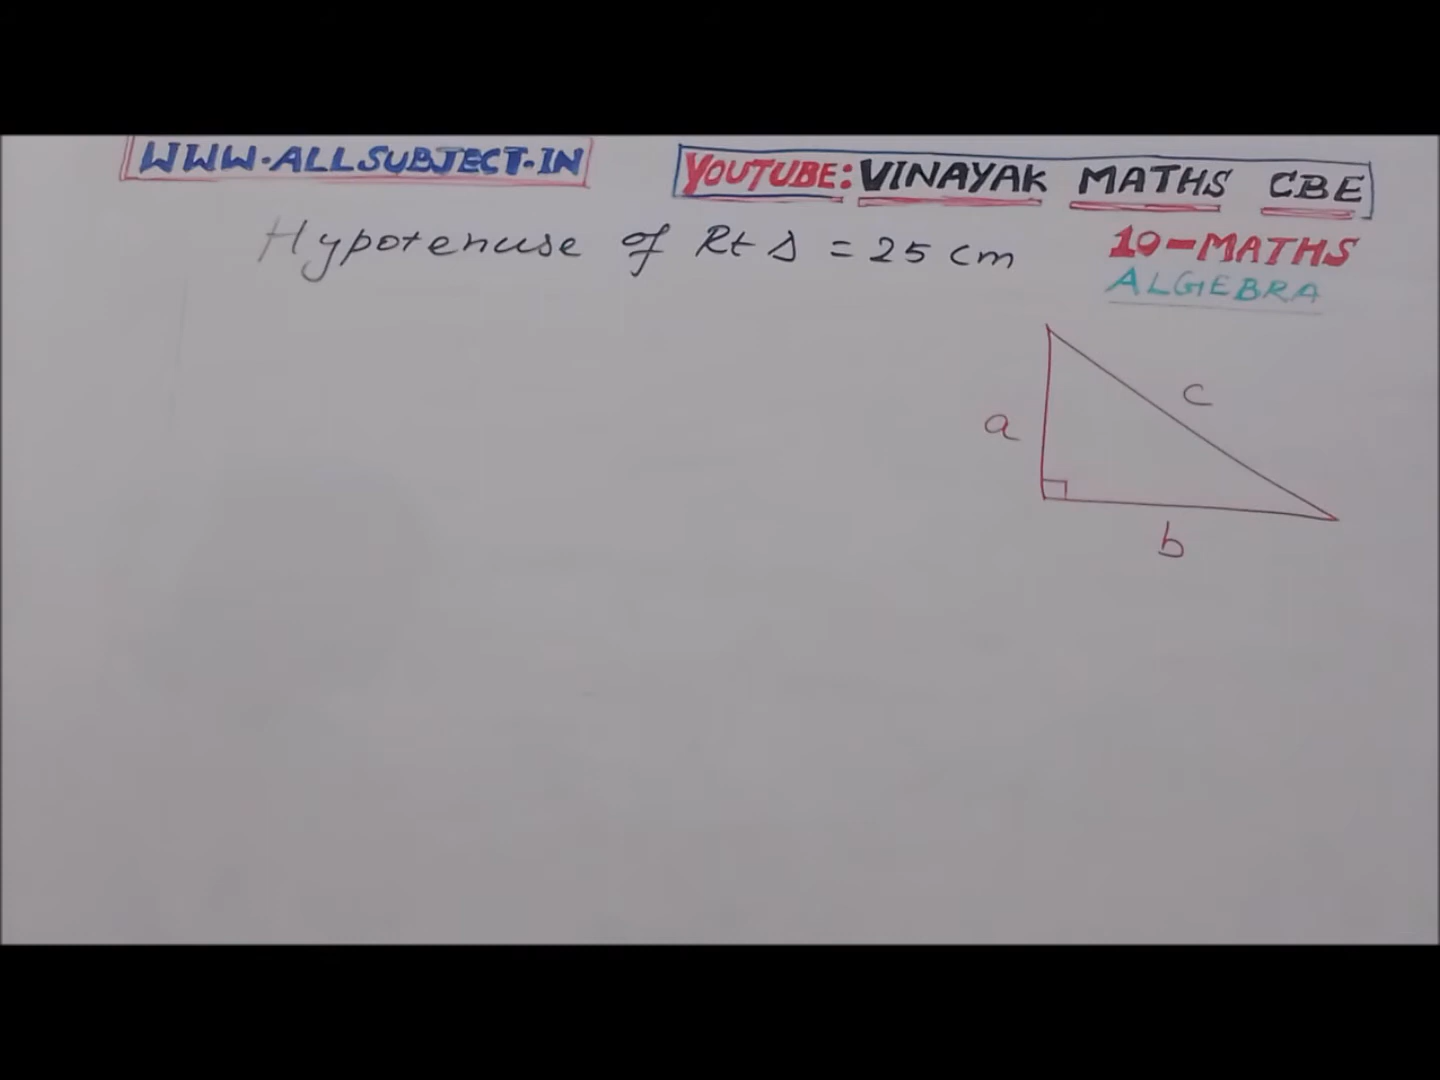 WWW.ALLSUBJECT.IN
YOUTUBE: VINAYAK MATHS CBE
Hypotenuse of Rt Δ = 25 cm
10-MATHS
ALGEBRA
a
c
b